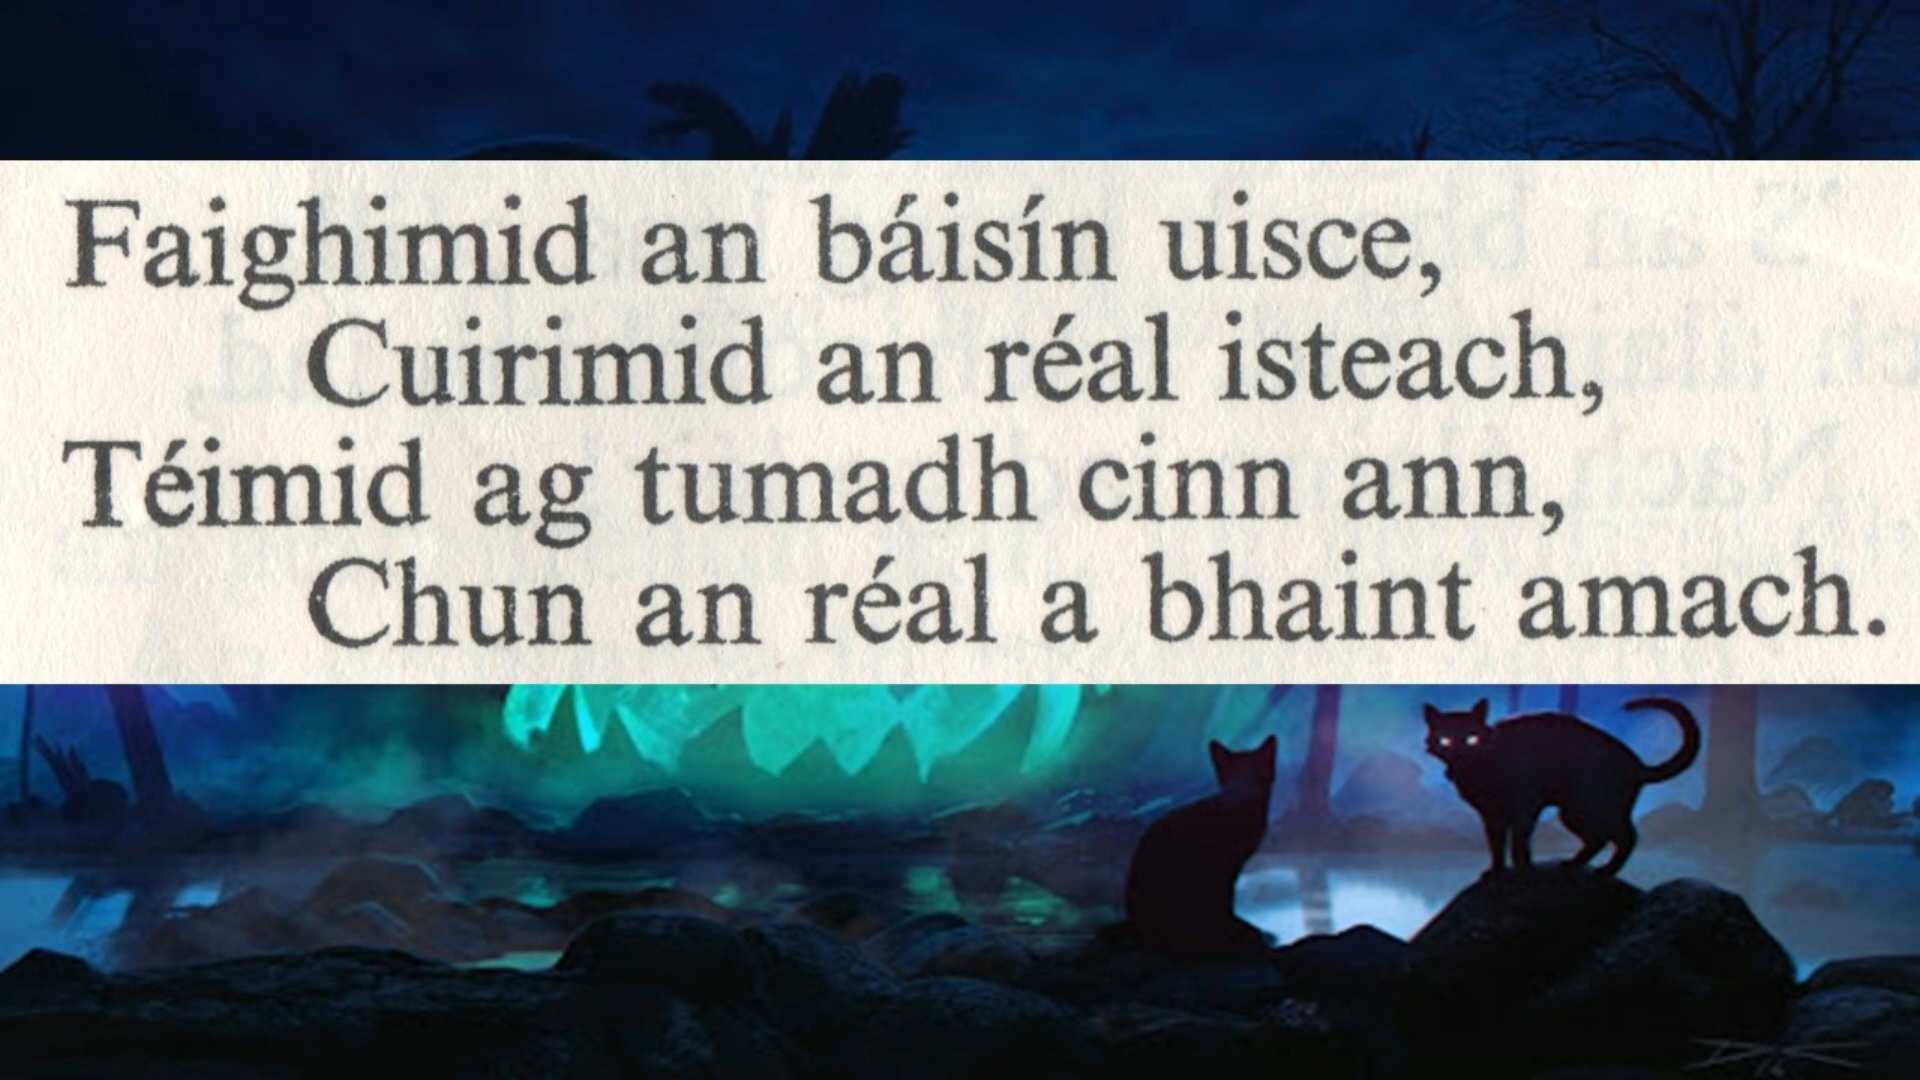 Faighimid an báisín uisce,
Cuirimid an réal isteach,
Téimid ag tumadh cinn ann,
Chun an réal a bhaint amach.